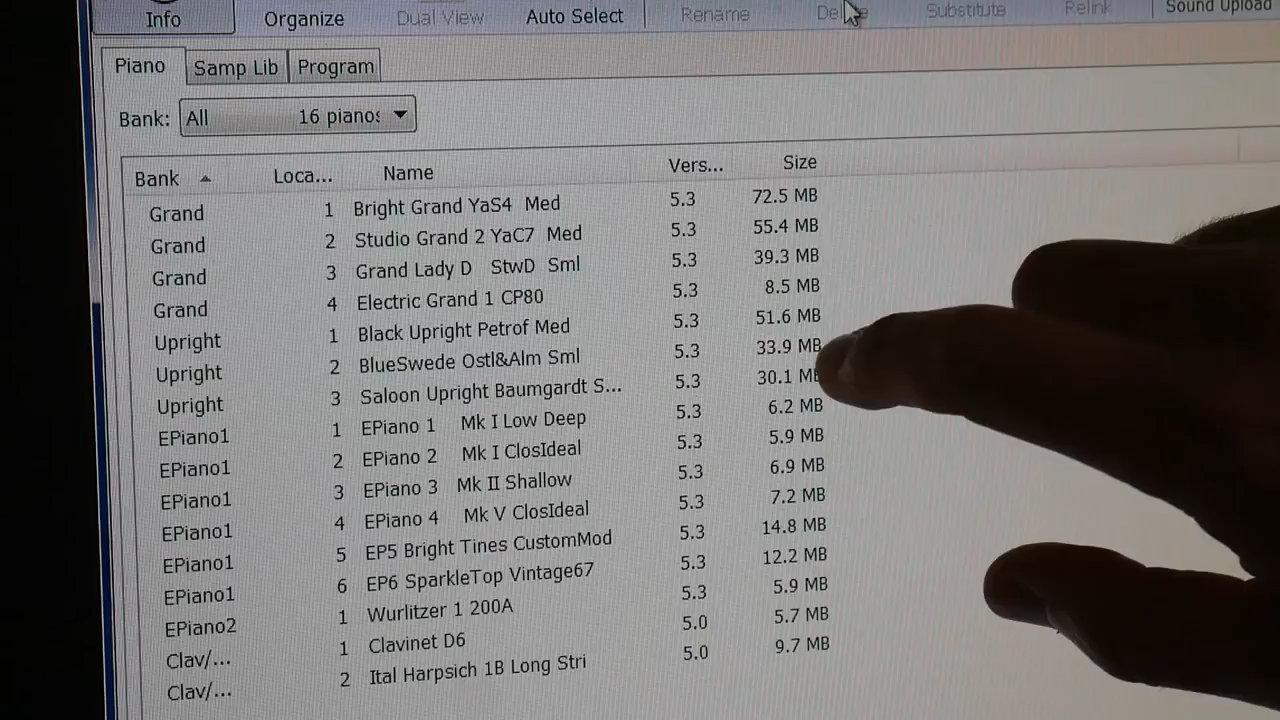 Info Organize Dual View Auto Select Rename Delete Substitute Relink Sound Upload
Piano Samp Lib Program
Bank: All 16 pianos
Bank Loca... Name Vers... Size
Grand 1 Bright Grand YaS4 Med 5.3 72.5 MB
Grand 2 Studio Grand 2 YaC7 Med 5.3 55.4 MB
Grand 3 Grand Lady D StwD Sml 5.3 39.3 MB
Grand 4 Electric Grand 1 CP80 5.3 8.5 MB
Upright 1 Black Upright Petrof Med 5.3 51.6 MB
Upright 2 BlueSwede Ostl&Alm Sml 5.3 33.9 MB
Upright 3 Saloon Upright Baumgardt S... 5.3 30.1 MB
EPiano1 1 EPiano 1 Mk I Low Deep 5.3 6.2 MB
EPiano1 2 EPiano 2 Mk I ClosIdeal 5.3 5.9 MB
EPiano1 3 EPiano 3 Mk II Shallow 5.3 6.9 MB
EPiano1 4 EPiano 4 Mk V ClosIdeal 5.3 7.2 MB
EPiano1 5 EP5 Bright Tines CustomMod 5.3 14.8 MB
EPiano1 6 EP6 SparkleTop Vintage67 5.3 12.2 MB
EPiano2 1 Wurlitzer 1 200A 5.3 5.9 MB
Clav/... 1 Clavinet D6 5.0 5.7 MB
Clav/... 2 Ital Harpsich 1B Long Stri 5.0 9.7 MB